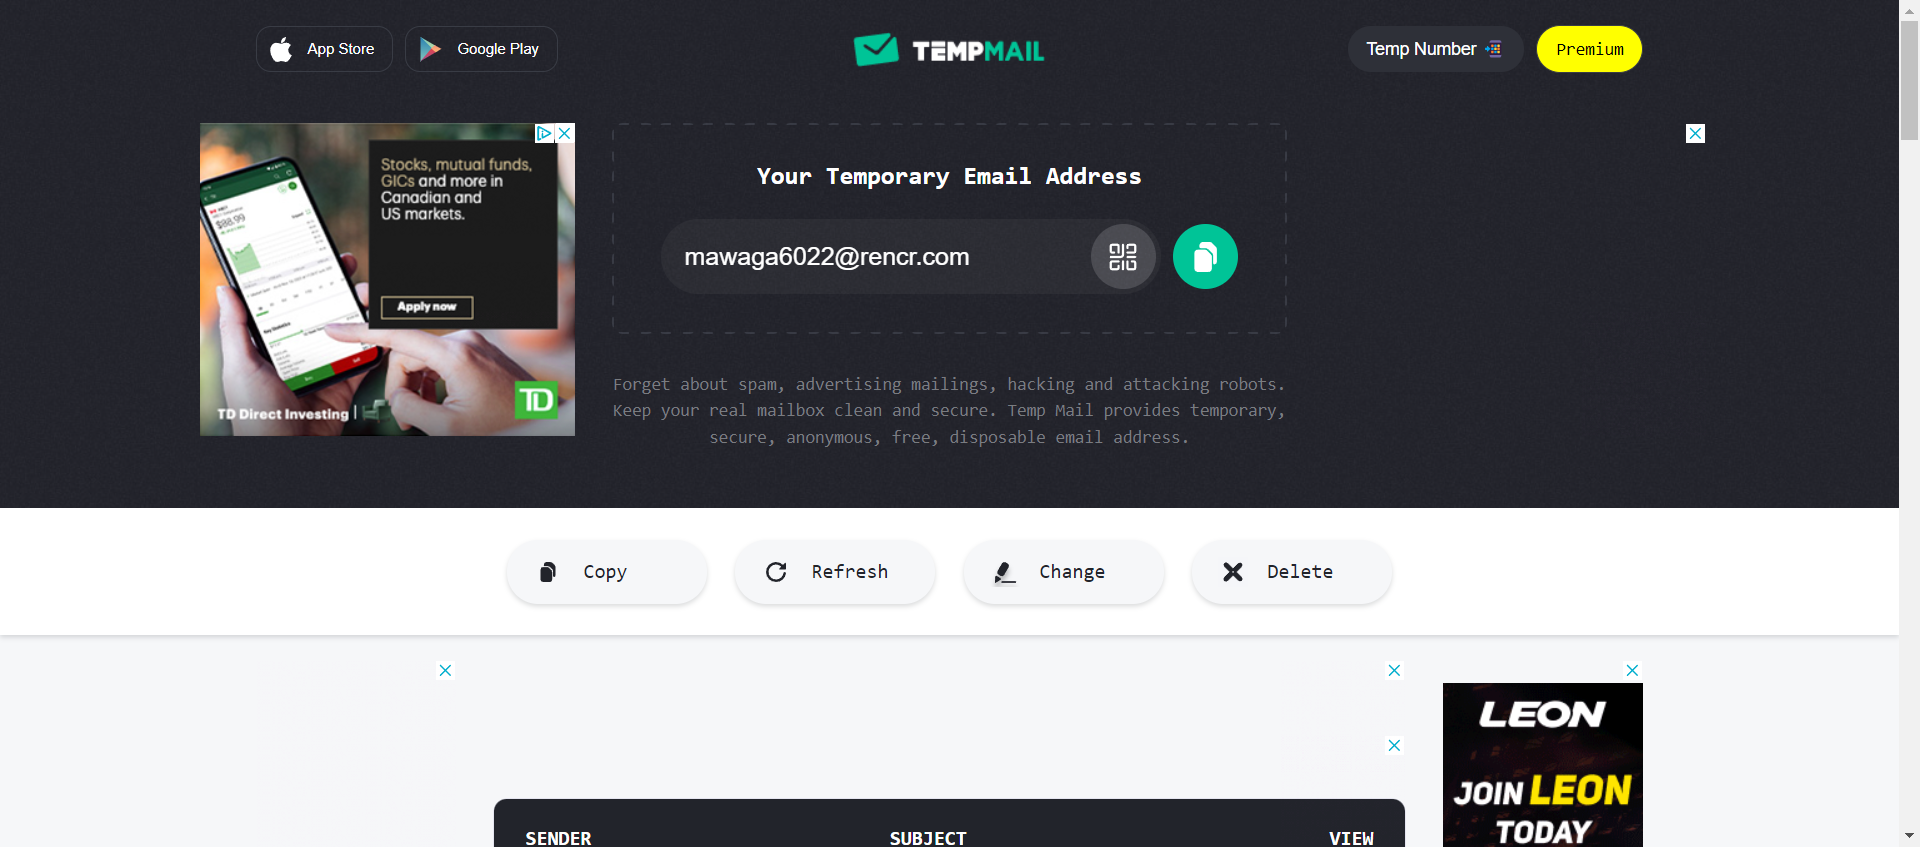 App Store
Google Play
TEMPMAIL
Temp Number
Premium
Stocks, mutual funds,
GICs and more in
Canadian and
US markets.
$88.99
Apply now
TD Direct Investing |
TD
Your Temporary Email Address
mawaga6022@rencr.com
Forget about spam, advertising mailings, hacking and attacking robots.
Keep your real mailbox clean and secure. Temp Mail provides temporary,
secure, anonymous, free, disposable email address.
Copy
Refresh
Change
Delete
LEON
JOIN LEON
TODAY
SENDER
SUBJECT
VIEW